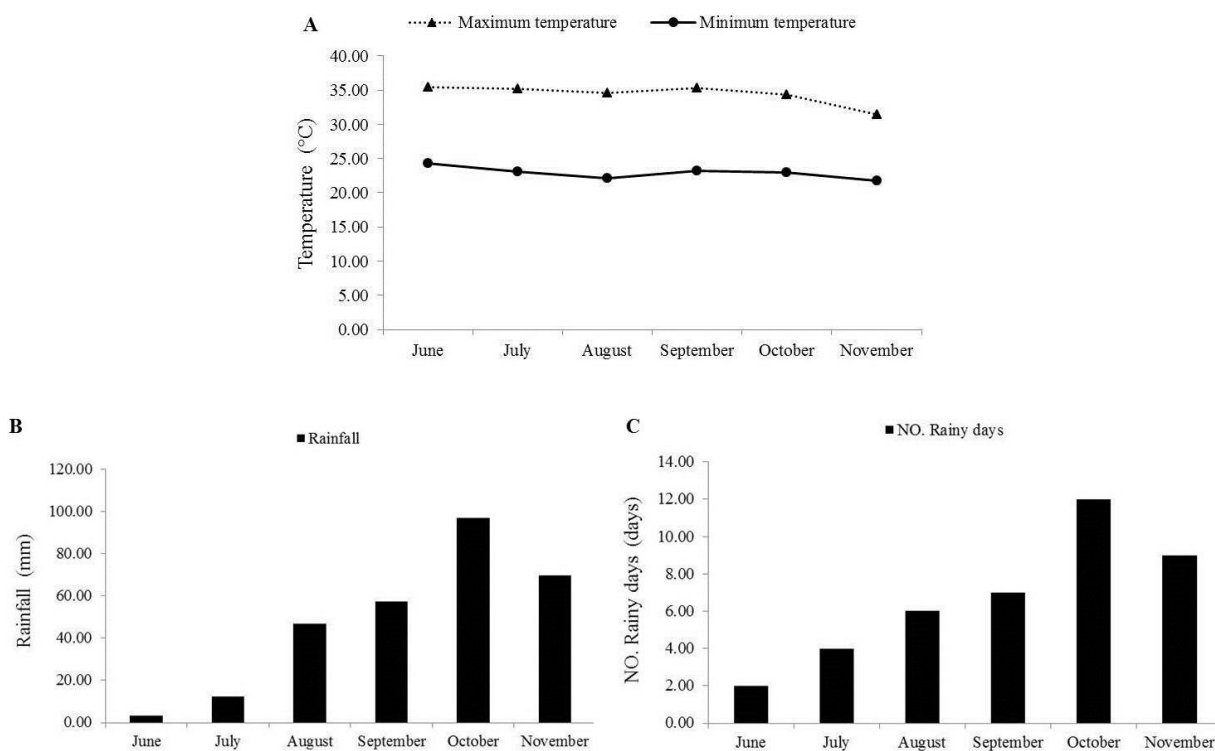 A
Maximum temperature
Minimum temperature
Temperature (°C)
40.00
35.00
30.00
25.00
20.00
15.00
10.00
5.00
0.00
June July August September October November
B
Rainfall
Rainfall (mm)
120.00
100.00
80.00
60.00
40.00
20.00
0.00
June July August September October November
C
NO. Rainy days
NO. Rainy days (days)
14.00
12.00
10.00
8.00
6.00
4.00
2.00
0.00
June July August September October November